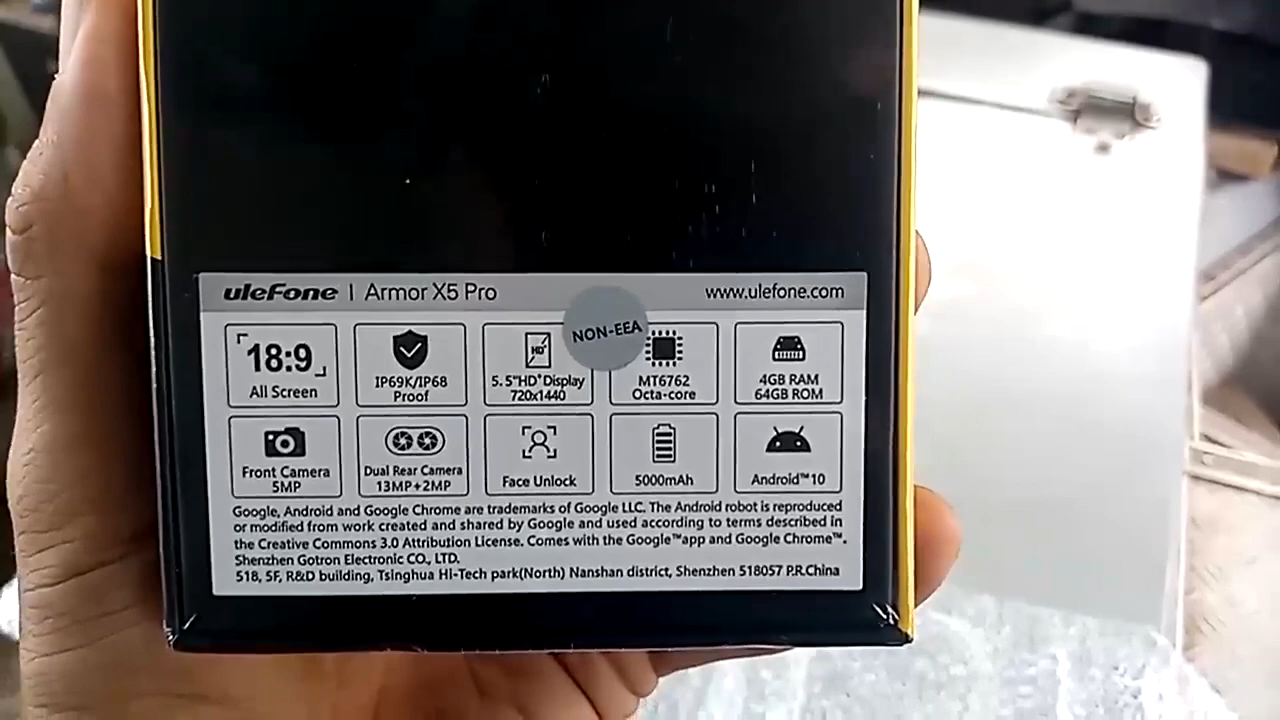 uleFone | Armor X5 Pro
www.ulefone.com
NON-EEA
18:9
All Screen
IP69K/IP68
Proof
HD+
5.5"HD+Display
720x1440
MT6762
Octa-core
4GB RAM
64GB ROM
Front Camera
5MP
Dual Rear Camera
13MP+2MP
Face Unlock
5000mAh
Android™10
Google, Android and Google Chrome are trademarks of Google LLC. The Android robot is reproduced
or modified from work created and shared by Google and used according to terms described in
the Creative Commons 3.0 Attribution License. Comes with the Google™app and Google Chrome™.
Shenzhen Gotron Electronic CO., LTD.
518, 5F, R&D building, Tsinghua Hi-Tech park(North) Nanshan district, Shenzhen 518057 P.R.China